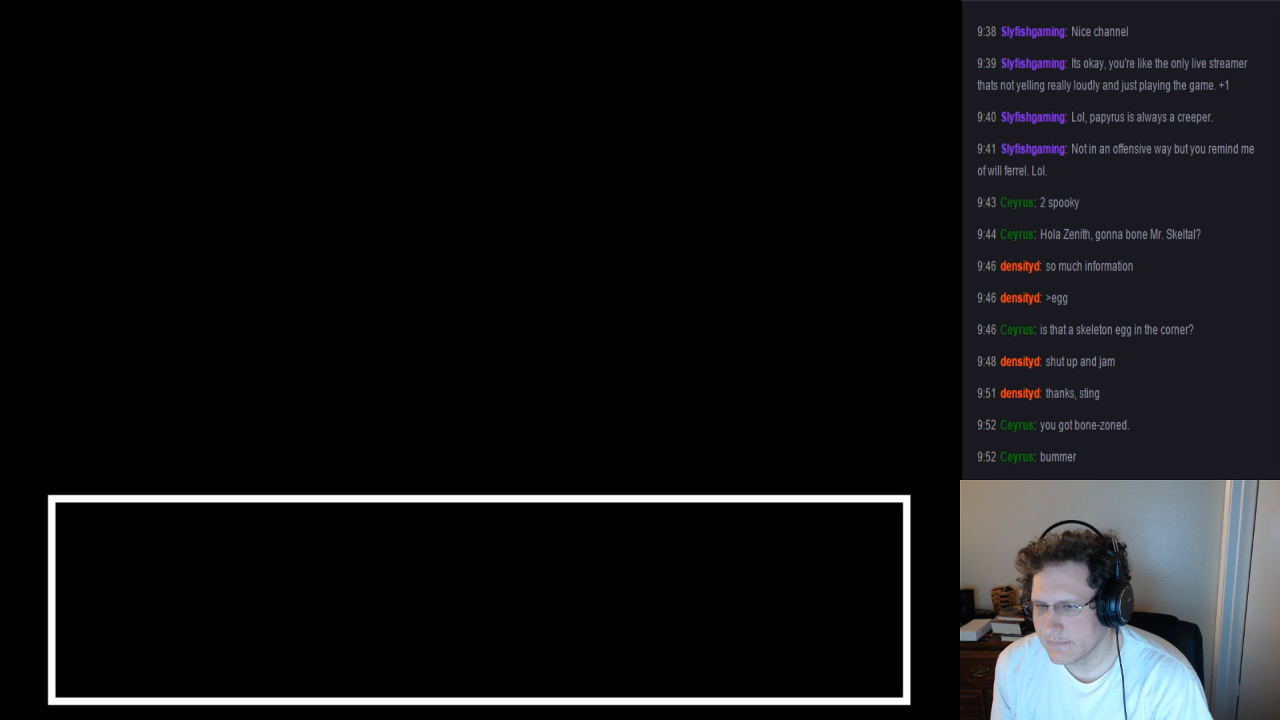 9:38 Slyfishgaming: Nice channel
9:39 Slyfishgaming: Its okay, you're like the only live streamer
thats not yelling really loudly and just playing the game. +1
9:40 Slyfishgaming: Lol, papyrus is always a creeper.
9:41 Slyfishgaming: Not in an offensive way but you remind me
of will ferrel. Lol.
9:43 Ceyrus: 2 spooky
9:44 Ceyrus: Hola Zenith, gonna bone Mr. Skeltal?
9:46 densityd: so much information
9:46 densityd: >egg
9:46 Ceyrus: is that a skeleton egg in the corner?
9:48 densityd: shut up and jam
9:51 densityd: thanks, sting
9:52 Ceyrus: you got bone-zoned.
9:52 Ceyrus: bummer